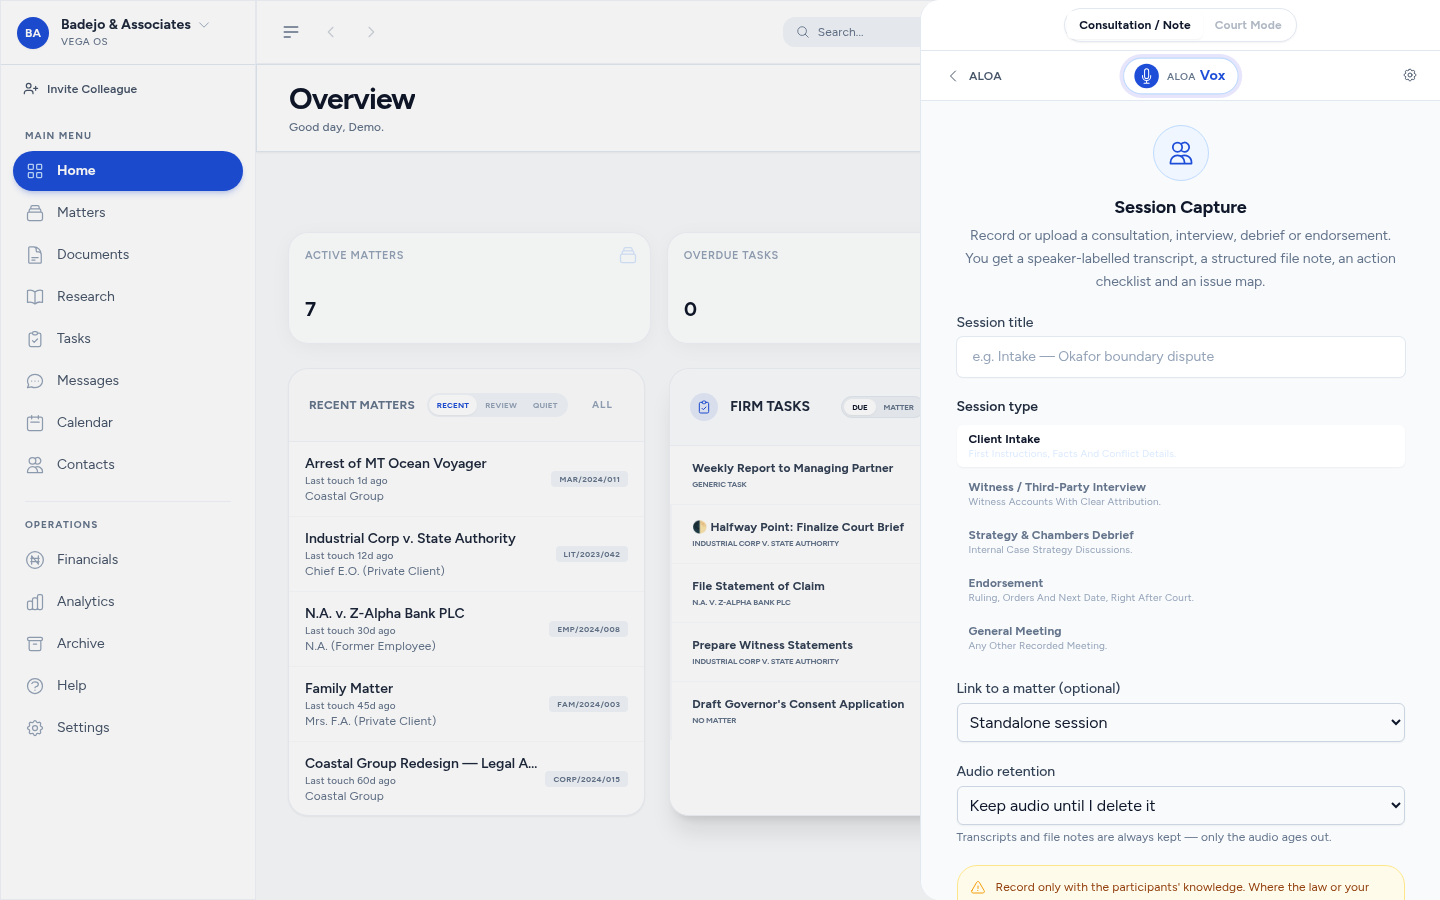 BA
Badejo & Associates
VEGA OS
Invite Colleague
MAIN MENU
Home
Matters
Documents
Research
Tasks
Messages
Calendar
Contacts
OPERATIONS
Financials
Analytics
Archive
Help
Settings
Search...
Overview
Good day, Demo.
ACTIVE MATTERS
7
OVERDUE TASKS
0
RECENT MATTERS
RECENT
REVIEW
QUIET
ALL
Arrest of MT Ocean Voyager
Last touch 1d ago
Coastal Group
MAR/2024/011
Industrial Corp v. State Authority
Last touch 12d ago
Chief E.O. (Private Client)
LIT/2023/042
N.A. v. Z-Alpha Bank PLC
Last touch 30d ago
N.A. (Former Employee)
EMP/2024/008
Family Matter
Last touch 45d ago
Mrs. F.A. (Private Client)
FAM/2024/003
Coastal Group Redesign — Legal A...
Last touch 60d ago
Coastal Group
CORP/2024/015
FIRM TASKS
DUE
MATTER
Weekly Report to Managing Partner
GENERIC TASK
🌓 Halfway Point: Finalize Court Brief
INDUSTRIAL CORP V. STATE AUTHORITY
File Statement of Claim
N.A. V. Z-ALPHA BANK PLC
Prepare Witness Statements
INDUSTRIAL CORP V. STATE AUTHORITY
Draft Governor's Consent Application
NO MATTER
Consultation / Note
Court Mode
ALOA
ALOA Vox
Session Capture
Record or upload a consultation, interview, debrief or endorsement.
You get a speaker-labelled transcript, a structured file note, an action
checklist and an issue map.
Session title
e.g. Intake — Okafor boundary dispute
Session type
Client Intake
First Instructions, Facts And Conflict Details.
Witness / Third-Party Interview
Witness Accounts With Clear Attribution.
Strategy & Chambers Debrief
Internal Case Strategy Discussions.
Endorsement
Ruling, Orders And Next Date, Right After Court.
General Meeting
Any Other Recorded Meeting.
Link to a matter (optional)
Standalone session
Audio retention
Keep audio until I delete it
Transcripts and file notes are always kept — only the audio ages out.
Record only with the participants' knowledge. Where the law or your